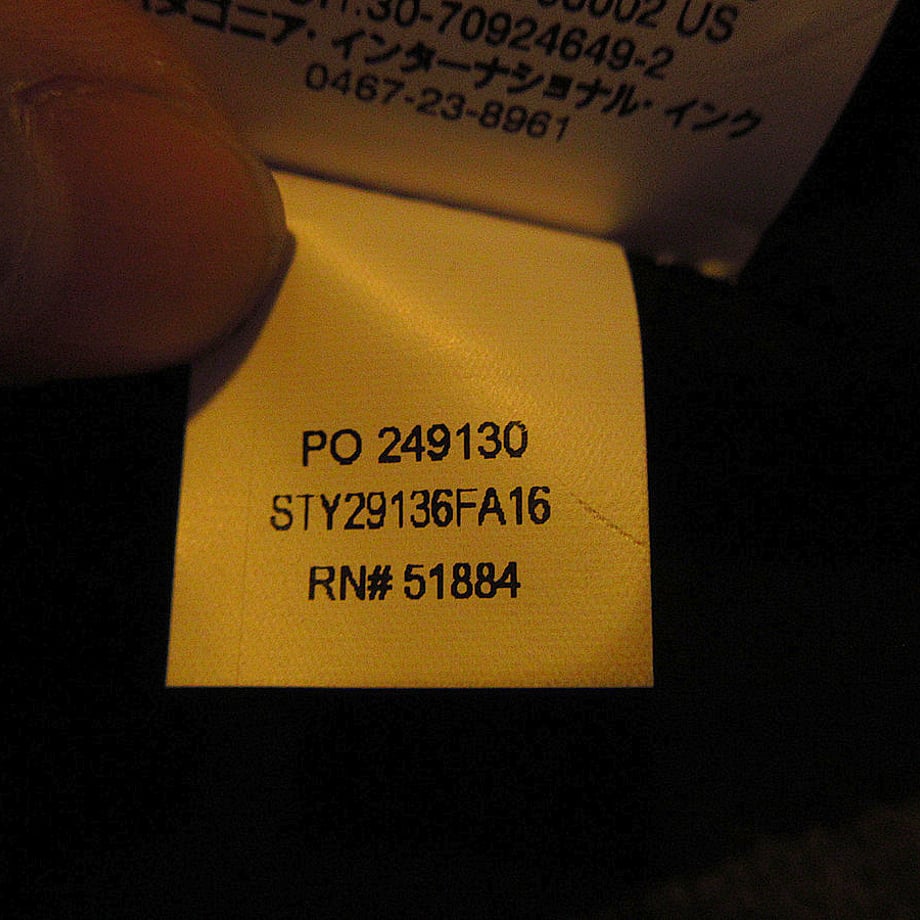 US
30-70924649-2
タゴニア・インターナショナル・インク
0467-23-8961
PO 249130
STY29136FA16
RN# 51884